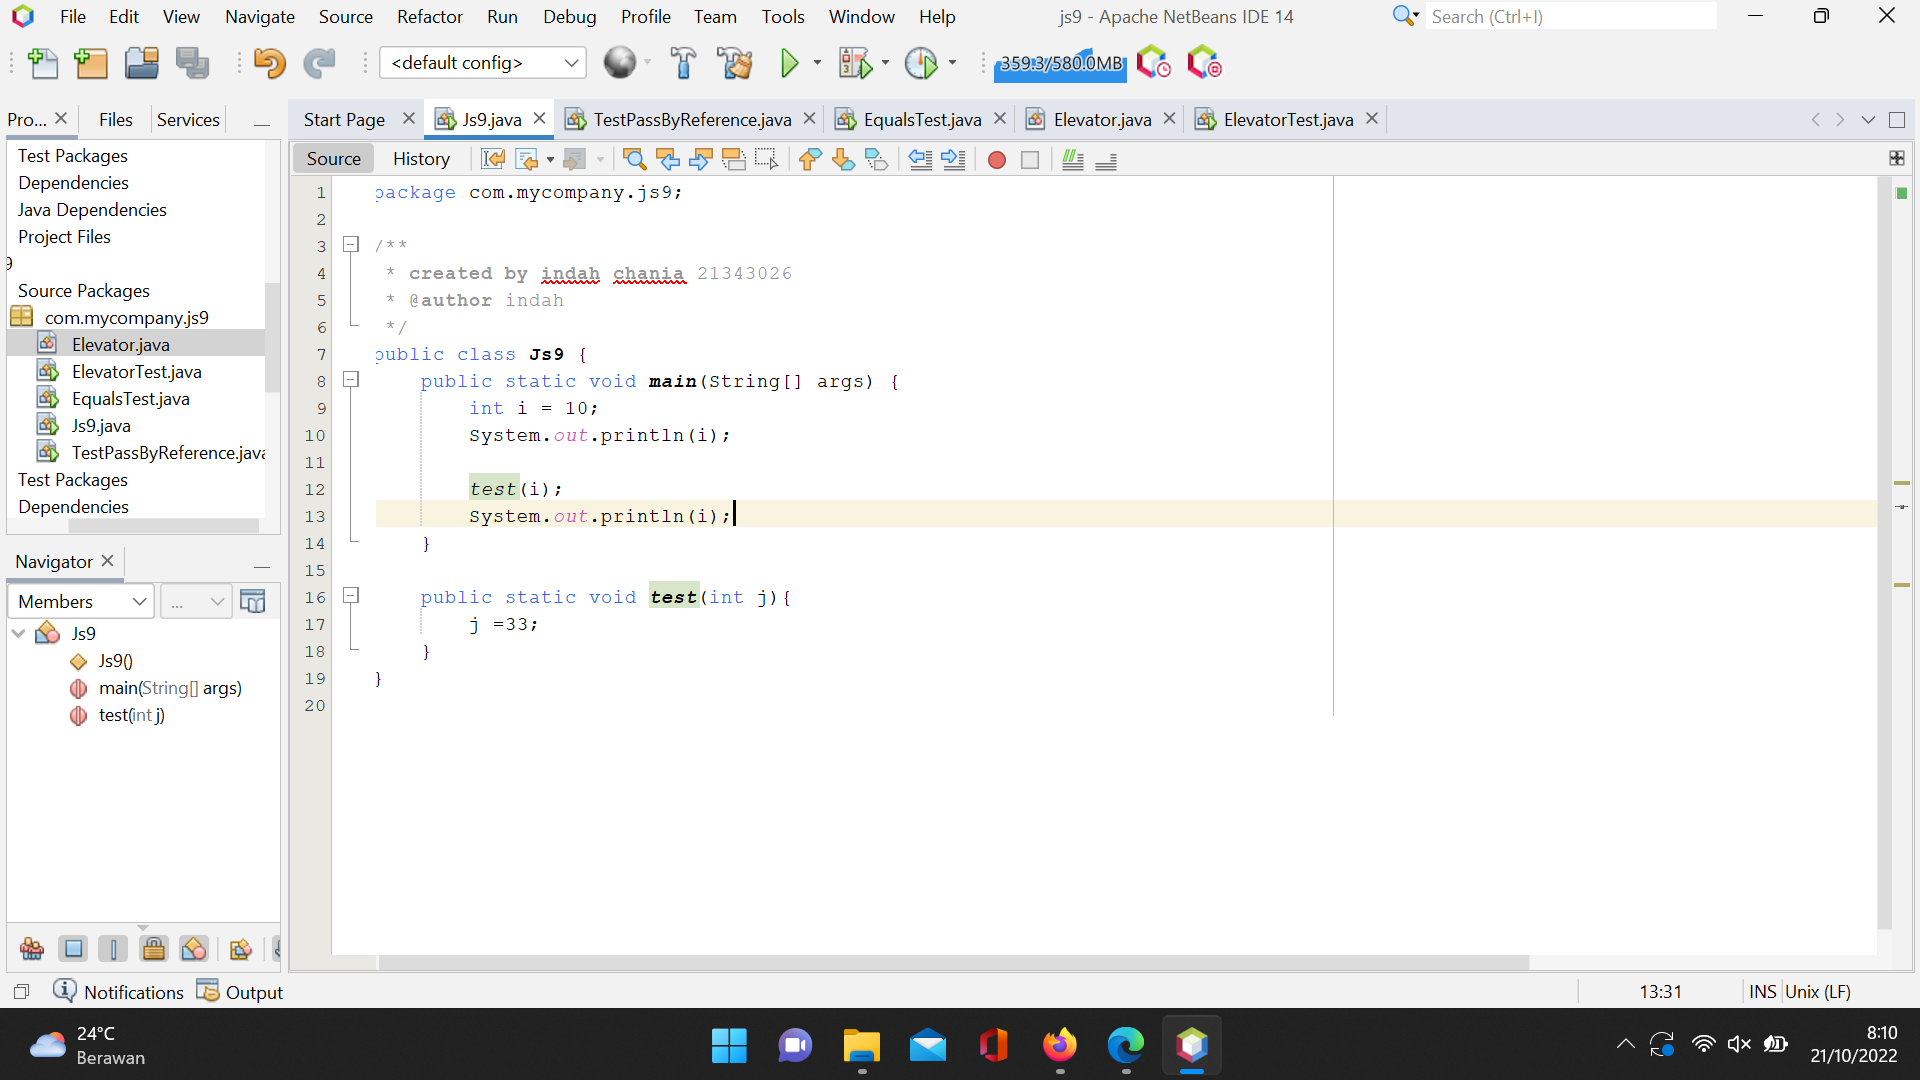 File Edit View Navigate Source Refactor Run Debug Profile Team Tools Window Help js9 - Apache NetBeans IDE 14 Search (Ctrl+I)
<default config> 359.3/580.0MB
Pro... Files Services Start Page Js9.java TestPassByReference.java EqualsTest.java Elevator.java ElevatorTest.java
Source History
Test Packages
Dependencies
Java Dependencies
Project Files
9
Source Packages
com.mycompany.js9
Elevator.java
ElevatorTest.java
EqualsTest.java
Js9.java
TestPassByReference.java
Test Packages
Dependencies
Navigator
Members ...
Js9
Js9()
main(String[] args)
test(int j)
1 package com.mycompany.js9;
2
3 /**
4 * created by indah chania 21343026
5 * @author indah
6 */
7 public class Js9 {
8 public static void main(String[] args) {
9 int i = 10;
10 System.out.println(i);
11
12 test(i);
13 System.out.println(i);
14 }
15
16 public static void test(int j){
17 j =33;
18 }
19 }
20
Notifications Output 13:31 INS Unix (LF)
24°C
Berawan
8:10
21/10/2022